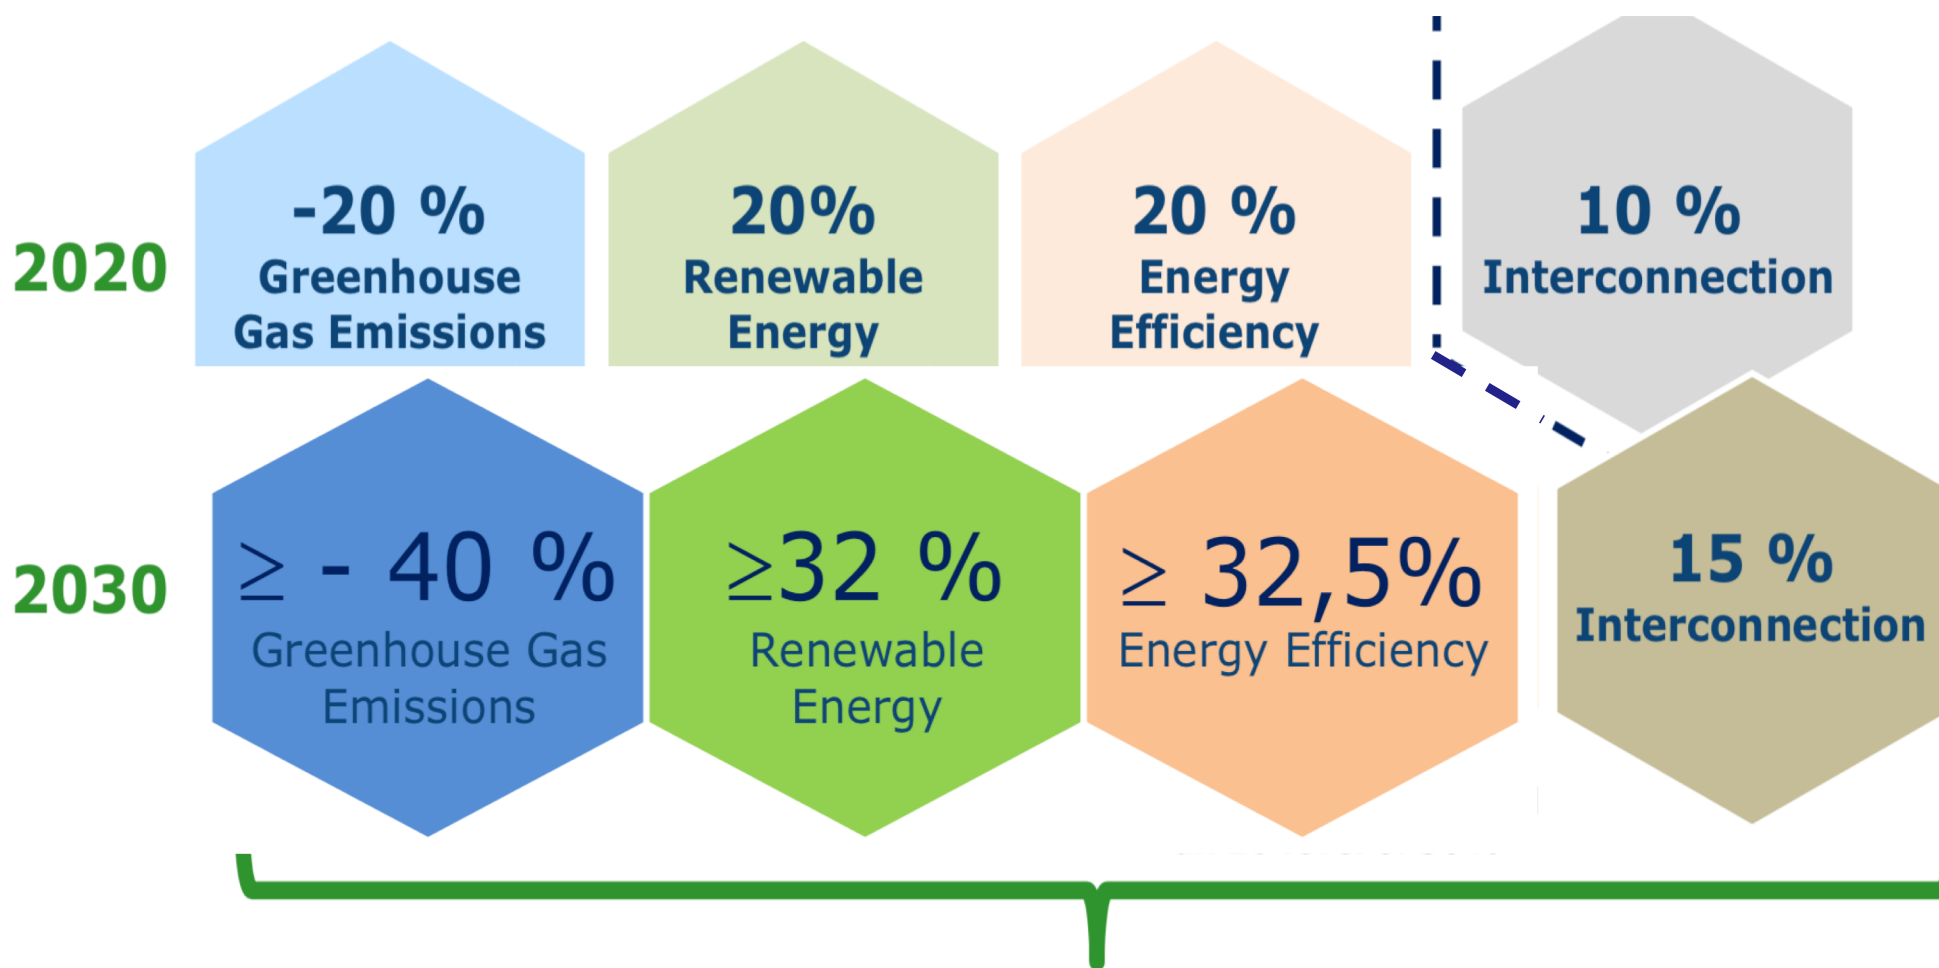 2020
-20 %
Greenhouse
Gas Emissions
20%
Renewable
Energy
20 %
Energy
Efficiency
10 %
Interconnection
2030
≥ - 40 %
Greenhouse Gas
Emissions
≥32 %
Renewable
Energy
≥ 32,5%
Energy Efficiency
15 %
Interconnection